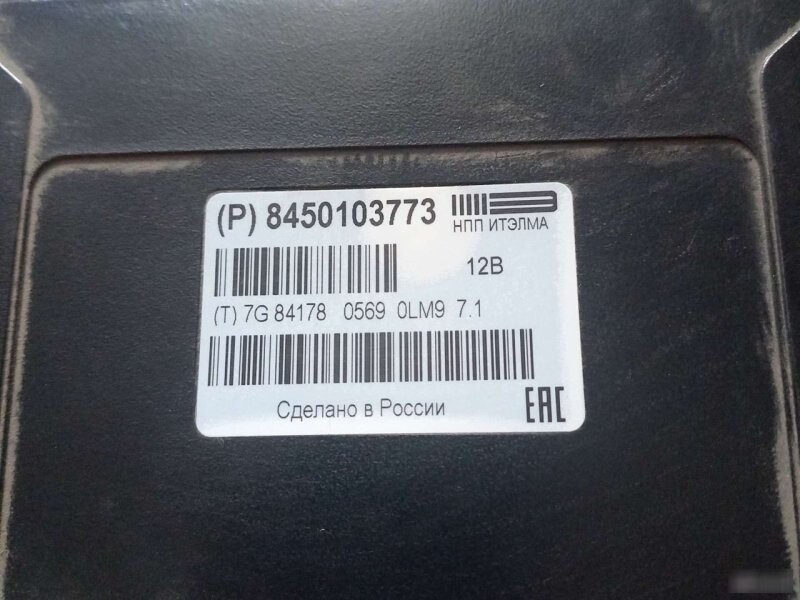 (P) 8450103773
НПП ИТЭЛМА
12В
(T) 7G 84178 0569 0LM9 7.1
Сделано в России
EAC